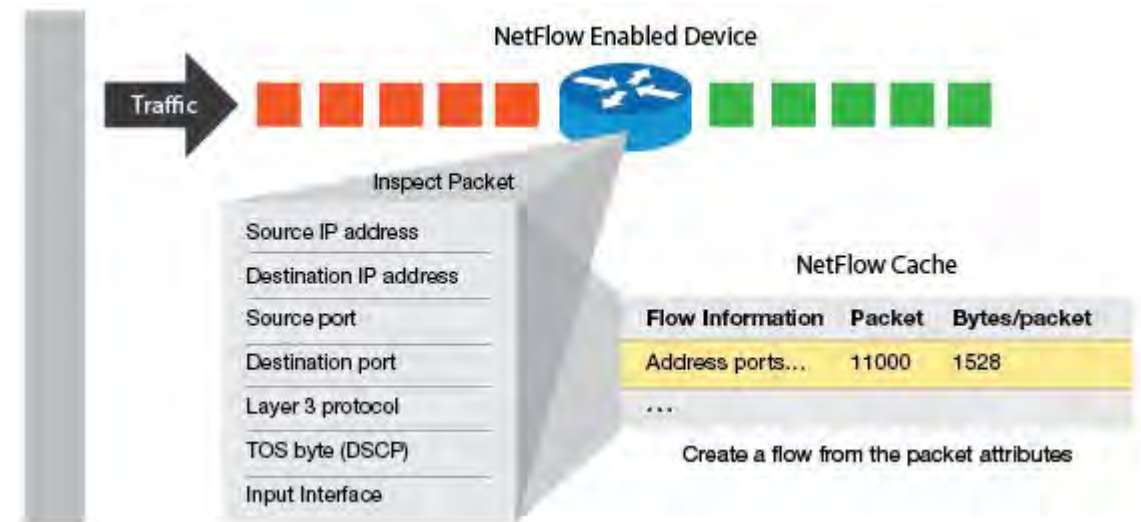 NetFlow Enabled Device
Traffic
Inspect Packet
Source IP address
Destination IP address
Source port
Destination port
Layer 3 protocol
TOS byte (DSCP)
Input Interface
NetFlow Cache
Flow Information Packet Bytes/packet
Address ports... 11000 1528
...
Create a flow from the packet attributes